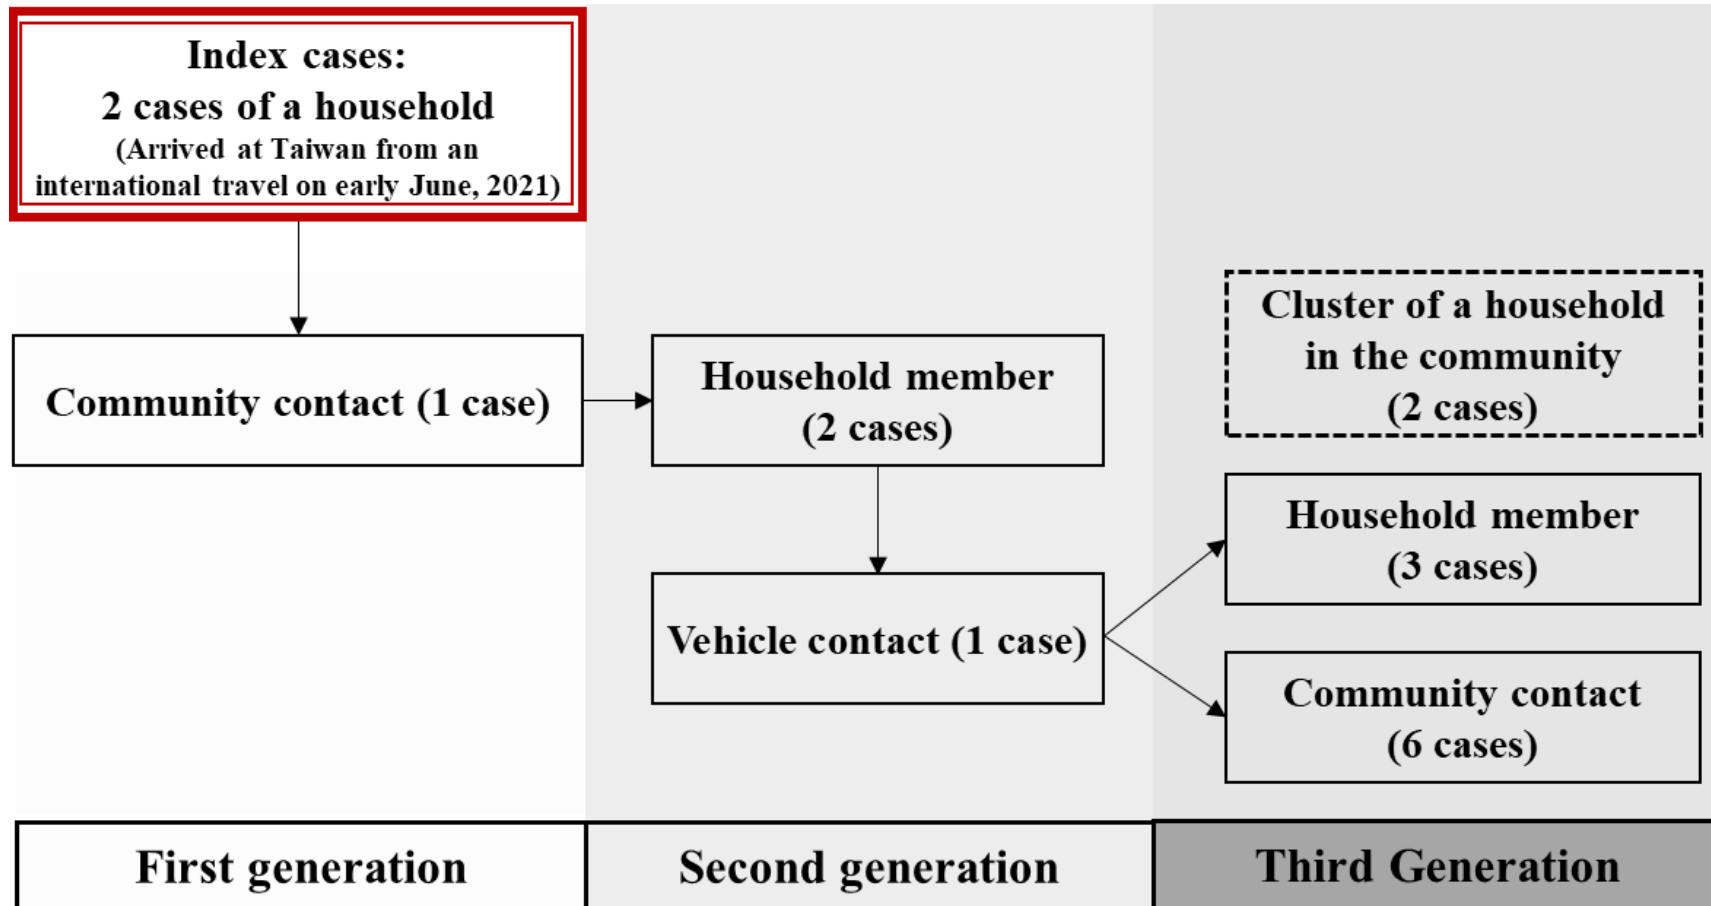 Index cases:
2 cases of a household
(Arrived at Taiwan from an
international travel on early June, 2021)
Community contact (1 case)
Household member
(2 cases)
Vehicle contact (1 case)
Cluster of a household
in the community
(2 cases)
Household member
(3 cases)
Community contact
(6 cases)
First generation
Second generation
Third Generation